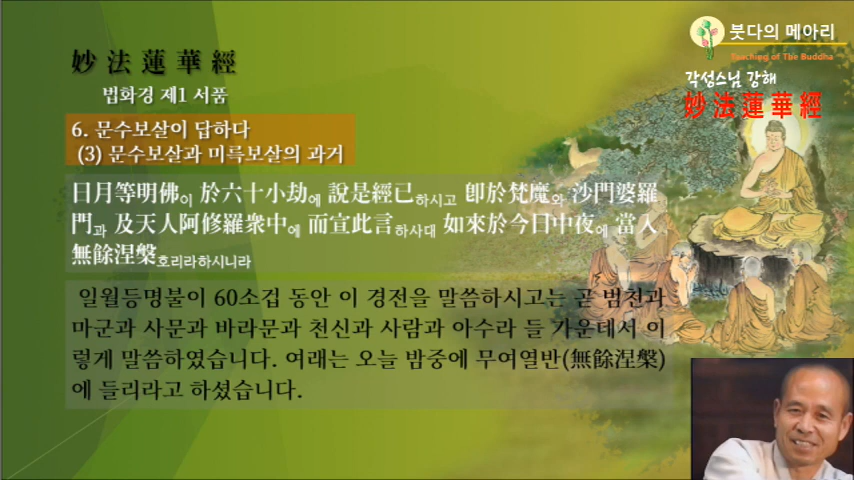 妙法蓮華經
법화경 제1 서품
6. 문수보살이 답하다
(3) 문수보살과 미륵보살의 과거
日月等明佛이 於六十小劫에 說是經已하시고 卽於梵魔와 沙門婆羅
門과 及天人阿修羅衆中에 而宣此言하사대 如來於今日中夜에 當入
無餘涅槃호리라하시니라
일월등명불이 60소겁 동안 이 경전을 말씀하시고는 곧 범천과
마군과 사문과 바라문과 천신과 사람과 아수라 들 가운데서 이
렇게 말씀하였습니다. 여래는 오늘 밤중에 무여열반(無餘涅槃)
에 들리라고 하셨습니다.
붓다의 메아리
Teaching of The Buddha
각성스님 강해
妙法蓮華經